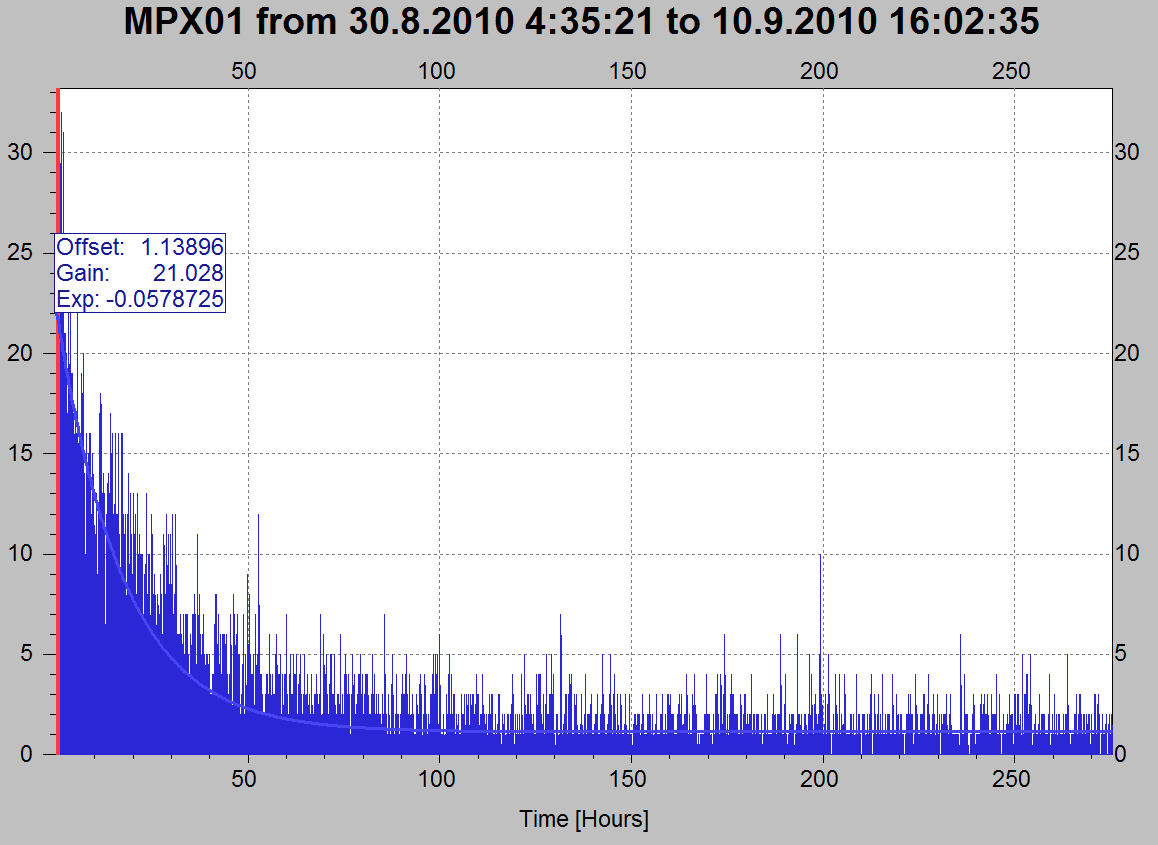 MPX01 from 30.8.2010 4:35:21 to 10.9.2010 16:02:35
50 100 150 200 250
30 30
Offset: 1.13896
25 25
Gain: 21.028
Exp: -0.0578725
20 20
15 15
10 10
5 5
0 0
50 100 150 200 250
Time [Hours]